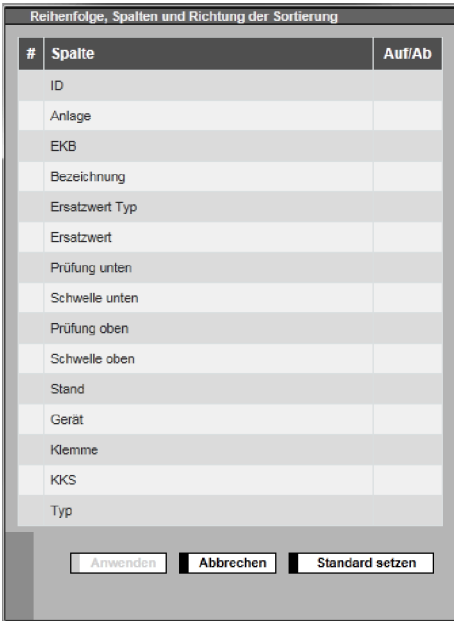 Reihenfolge, Spalten und Richtung der Sortierung
# Spalte Auf/Ab
ID
Anlage
EKB
Bezeichnung
Ersatzwert Typ
Ersatzwert
Prüfung unten
Schwelle unten
Prüfung oben
Schwelle oben
Stand
Gerät
Klemme
KKS
Typ
Anwenden Abbrechen Standard setzen